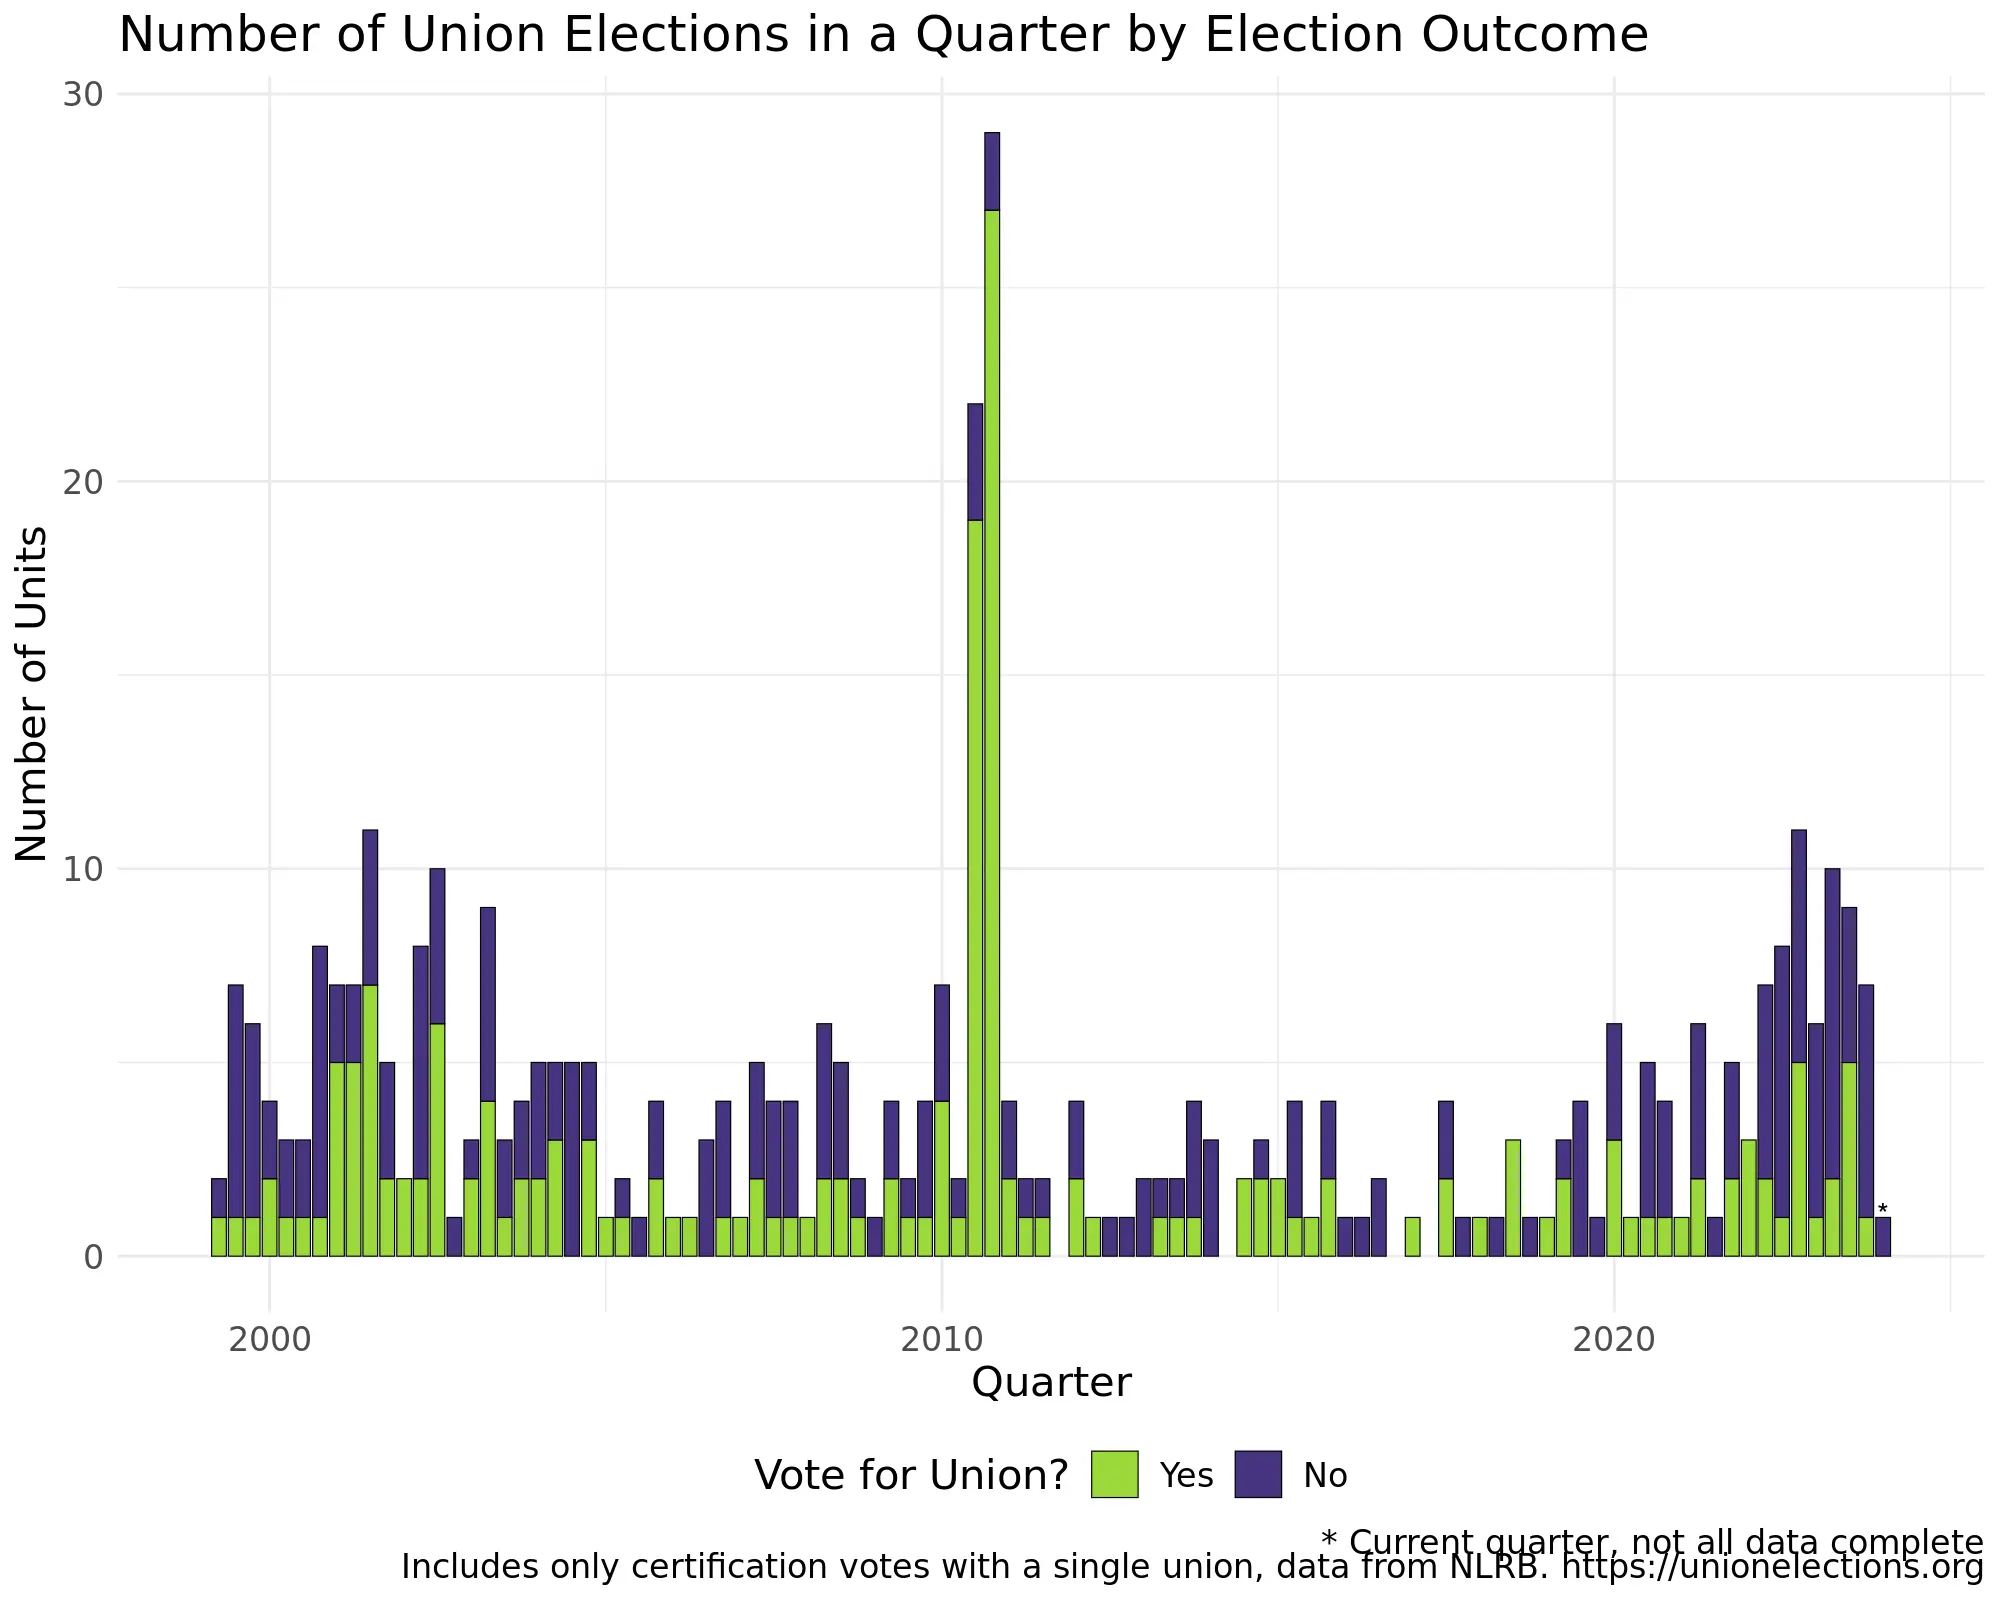 Number of Union Elections in a Quarter by Election Outcome
30
20
10
0
Number of Units
2000 2010 2020
*
Quarter
Vote for Union? Yes No
* Current quarter, not all data complete
Includes only certification votes with a single union, data from NLRB. https://unionelections.org